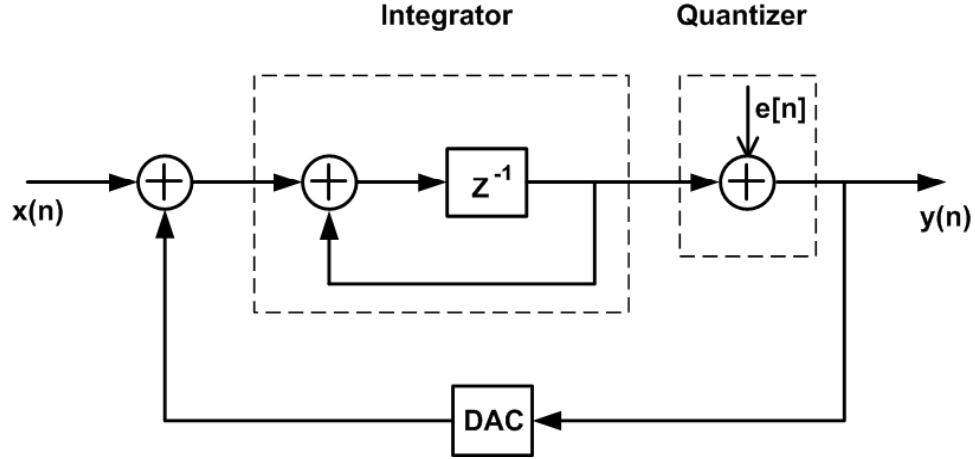 Integrator
Quantizer
e[n]
Z⁻¹
x(n)
y(n)
DAC